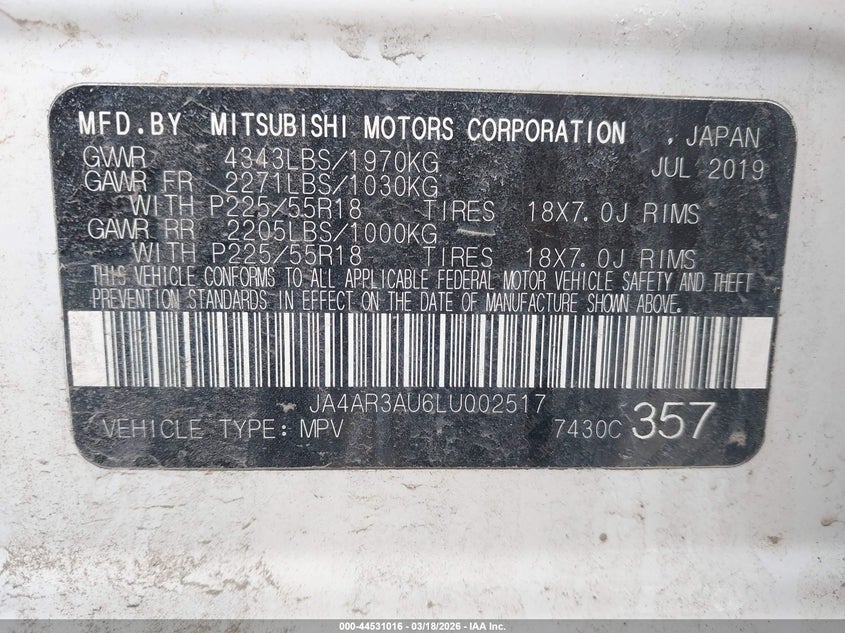 MFD.BY MITSUBISHI MOTORS CORPORATION , JAPAN
GVWR 4343LBS/1970KG JUL 2019
GAWR FR 2271LBS/1030KG
WITH P225/55R18 TIRES 18X7.0J RIMS
GAWR RR 2205LBS/1000KG
WITH P225/55R18 TIRES 18X7.0J RIMS
THIS VEHICLE CONFORMS TO ALL APPLICABLE FEDERAL MOTOR VEHICLE SAFETY AND THEFT
PREVENTION STANDARDS IN EFFECT ON THE DATE OF MANUFACTURE SHOWN ABOVE.
JA4AR3AU6LU002517
VEHICLE TYPE: MPV 7430C 357
000-44531016 — 03/18/2026 — IAA Inc.